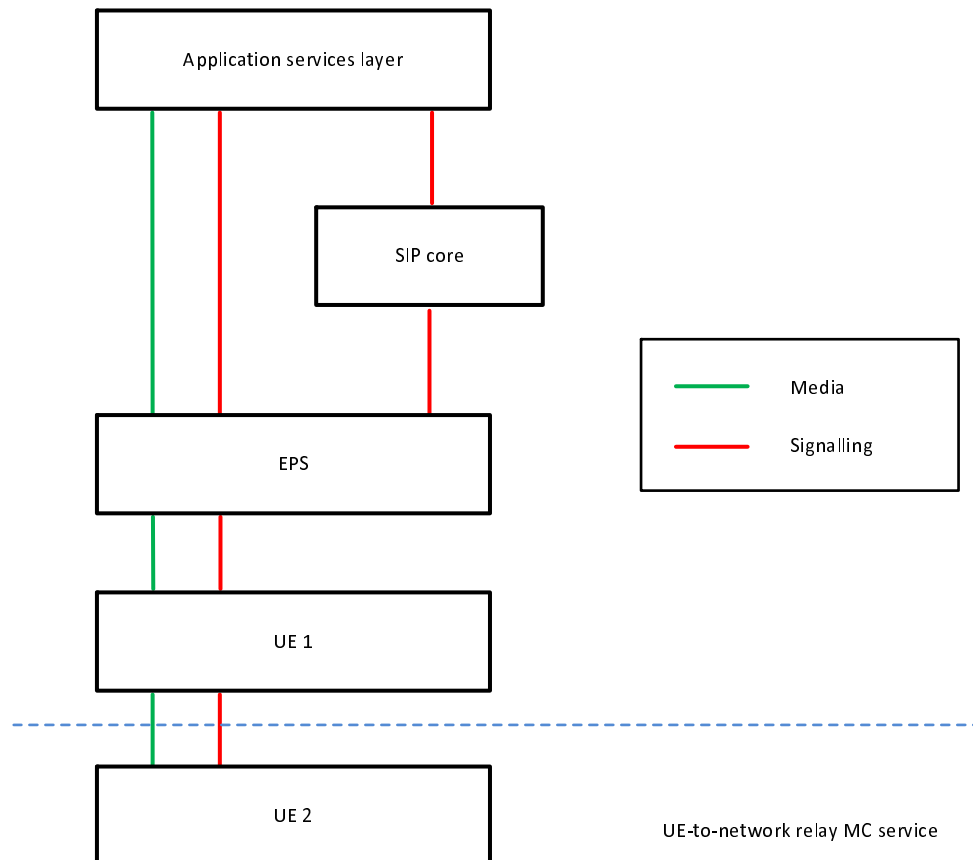 Application services layer
SIP core
Media
Signalling
EPS
UE 1
UE 2
UE-to-network relay MC service